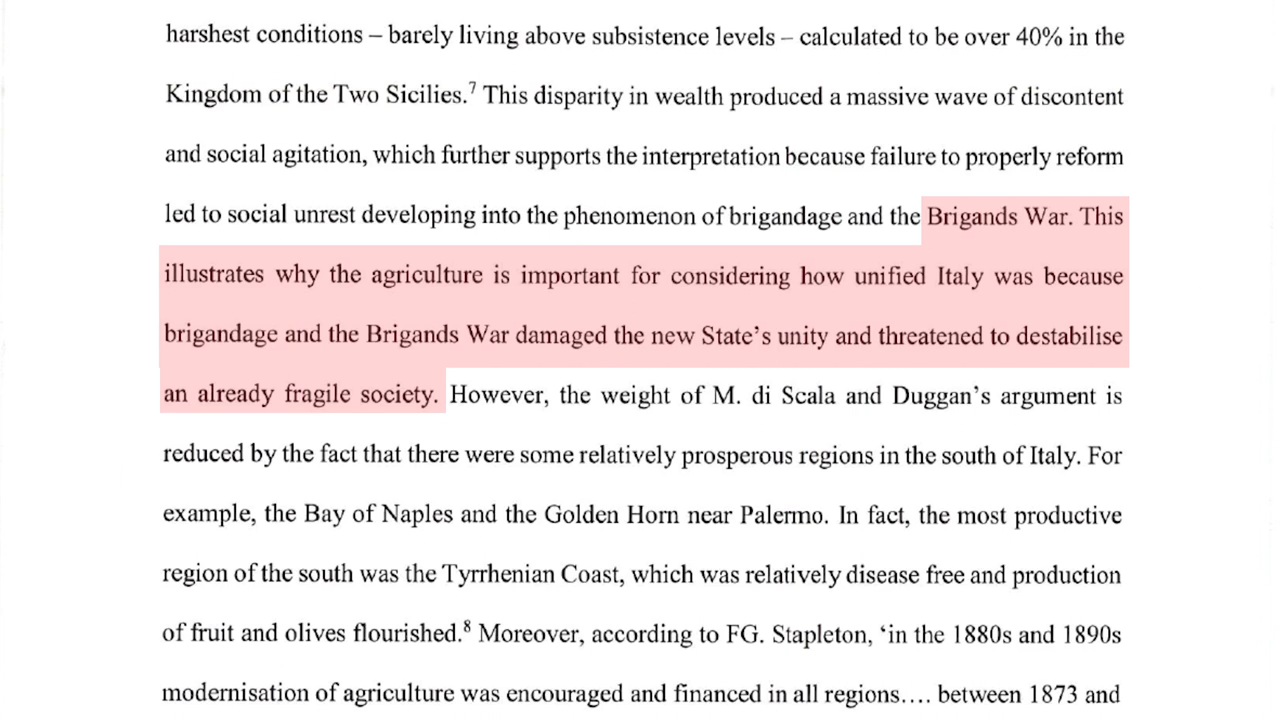 harshest conditions – barely living above subsistence levels – calculated to be over 40% in the
Kingdom of the Two Sicilies.⁷ This disparity in wealth produced a massive wave of discontent
and social agitation, which further supports the interpretation because failure to properly reform
led to social unrest developing into the phenomenon of brigandage and the Brigands War. This
illustrates why the agriculture is important for considering how unified Italy was because
brigandage and the Brigands War damaged the new State’s unity and threatened to destabilise
an already fragile society. However, the weight of M. di Scala and Duggan’s argument is
reduced by the fact that there were some relatively prosperous regions in the south of Italy. For
example, the Bay of Naples and the Golden Horn near Palermo. In fact, the most productive
region of the south was the Tyrrhenian Coast, which was relatively disease free and production
of fruit and olives flourished.⁸ Moreover, according to FG. Stapleton, ‘in the 1880s and 1890s
modernisation of agriculture was encouraged and financed in all regions…. between 1873 and